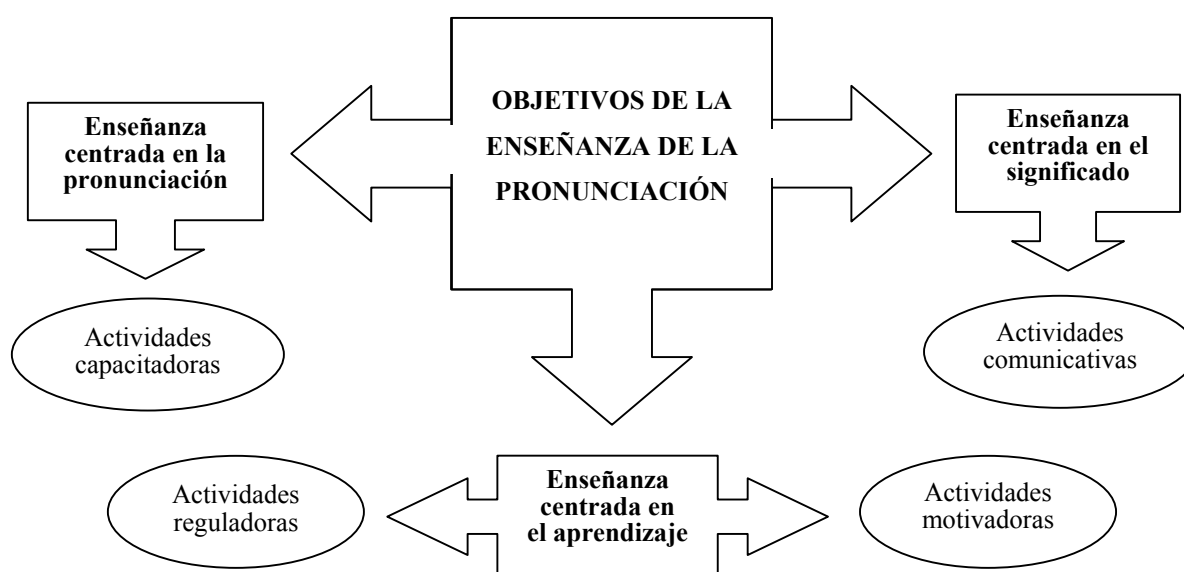 OBJETIVOS DE LA
ENSEÑANZA DE LA
PRONUNCIACIÓN
Enseñanza
centrada en la
pronunciación
Enseñanza
centrada en el
significado
Actividades
capacitadoras
Actividades
comunicativas
Enseñanza
centrada en
el aprendizaje
Actividades
reguladoras
Actividades
motivadoras